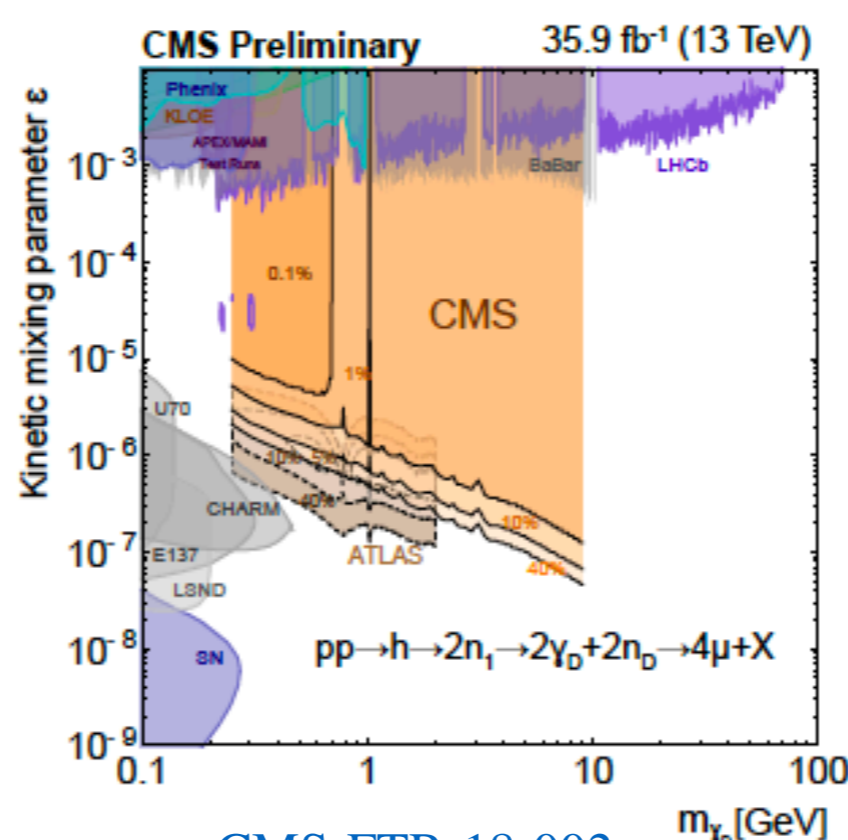 CMS Preliminary 35.9 fb⁻¹ (13 TeV)
Kinetic mixing parameter ε
10⁻³
10⁻⁴
10⁻⁵
10⁻⁶
10⁻⁷
10⁻⁸
10⁻⁹
Phenix
KLOE
APEX/MAMI
Test Runs
BaBar
LHCb
0.1%
CMS
1%
U70
10% 5%
40%
CHARM
10%
E137
ATLAS
40%
LSND
SN
pp→h→2n₁→2γ_D+2n_D→4μ+X
0.1 1 10 100
[GeV]